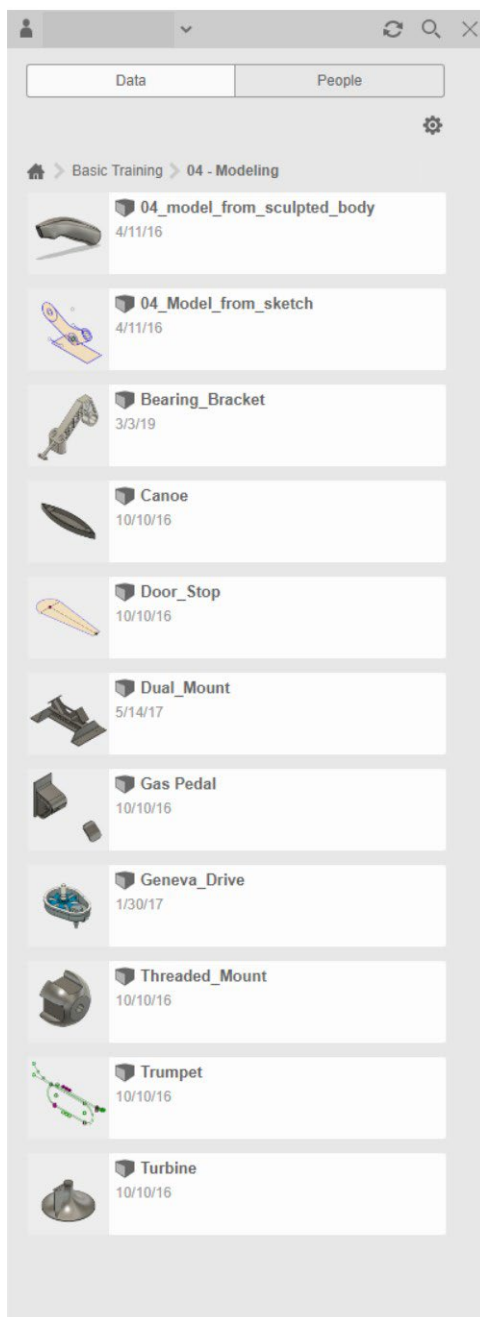 Data
People
Basic Training > 04 - Modeling
04_model_from_sculpted_body
4/11/16
04_Model_from_sketch
4/11/16
Bearing_Bracket
3/3/19
Canoe
10/10/16
Door_Stop
10/10/16
Dual_Mount
5/14/17
Gas Pedal
10/10/16
Geneva_Drive
1/30/17
Threaded_Mount
10/10/16
Trumpet
10/10/16
Turbine
10/10/16